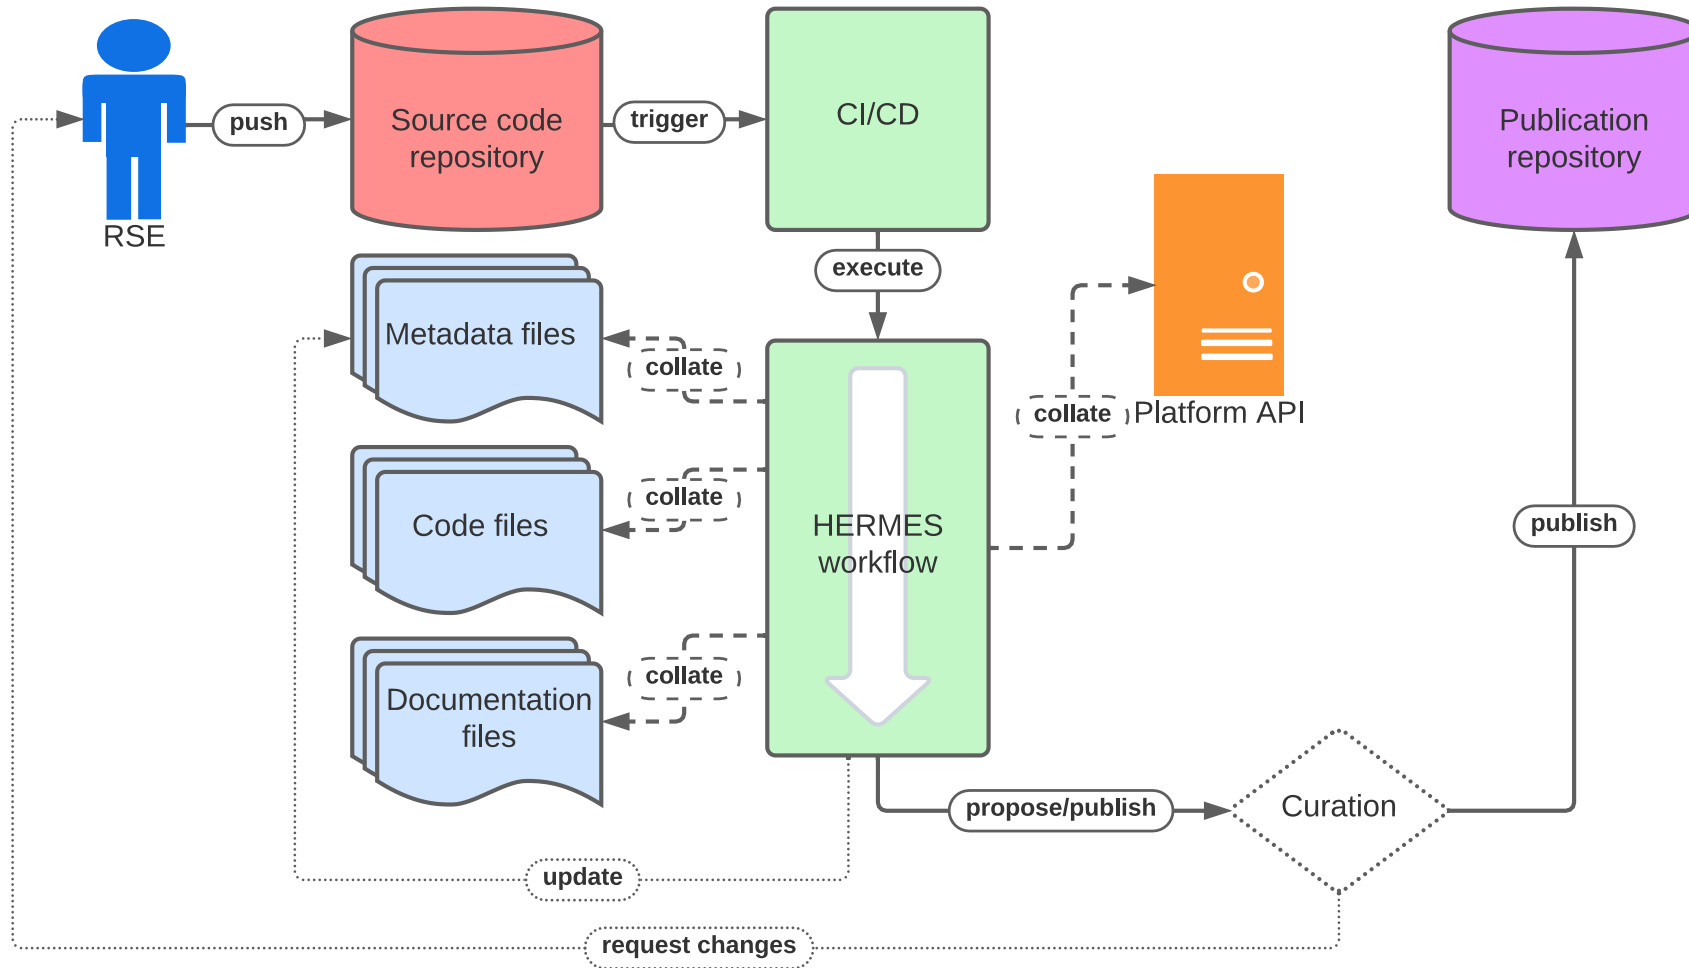 RSE
push
Source code
repository
trigger
CI/CD
Publication
repository
execute
Metadata files
collate
collate
Platform API
Code files
collate
HERMES
workflow
publish
Documentation
files
collate
propose/publish
Curation
update
request changes